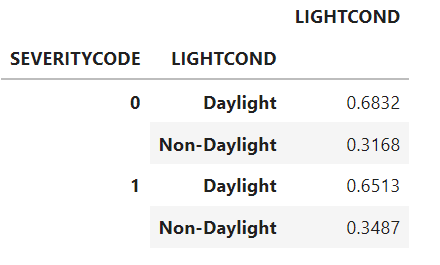 LIGHTCOND
SEVERITYCODE LIGHTCOND
0 Daylight 0.6832
Non-Daylight 0.3168
1 Daylight 0.6513
Non-Daylight 0.3487